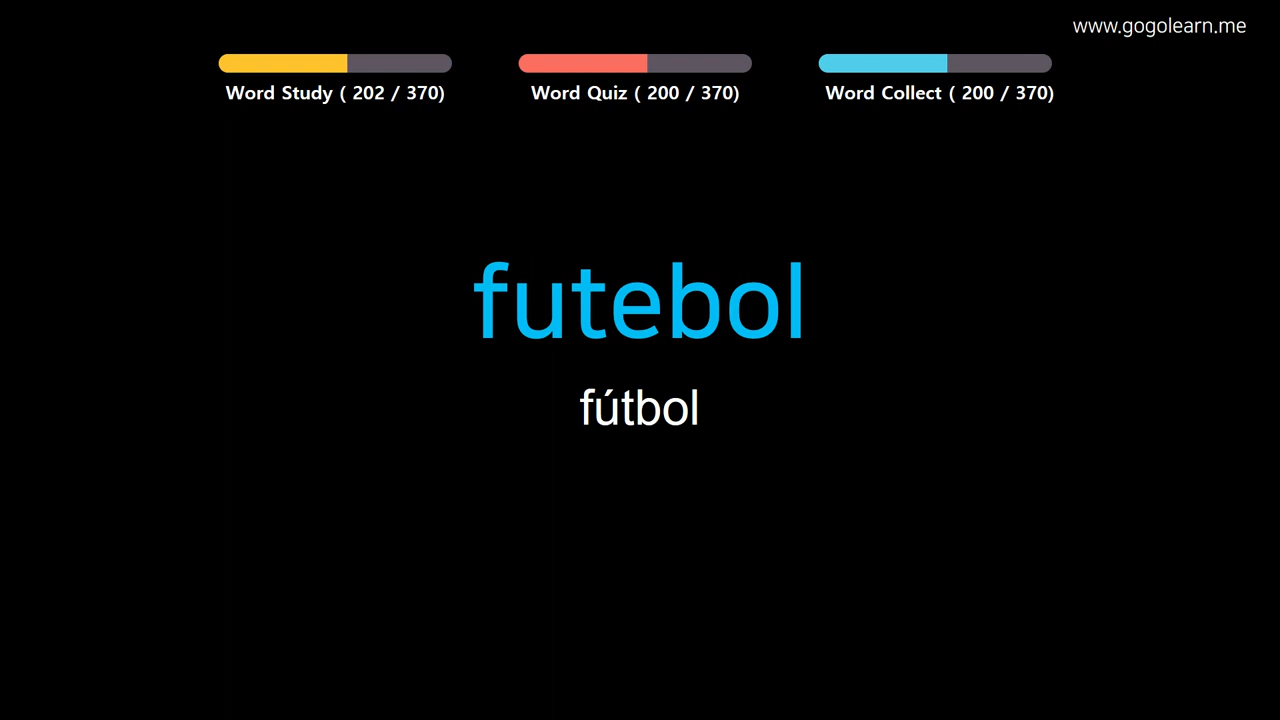 www.gogolearn.me
Word Study ( 202 / 370)
Word Quiz ( 200 / 370)
Word Collect ( 200 / 370)
futebol
fútbol